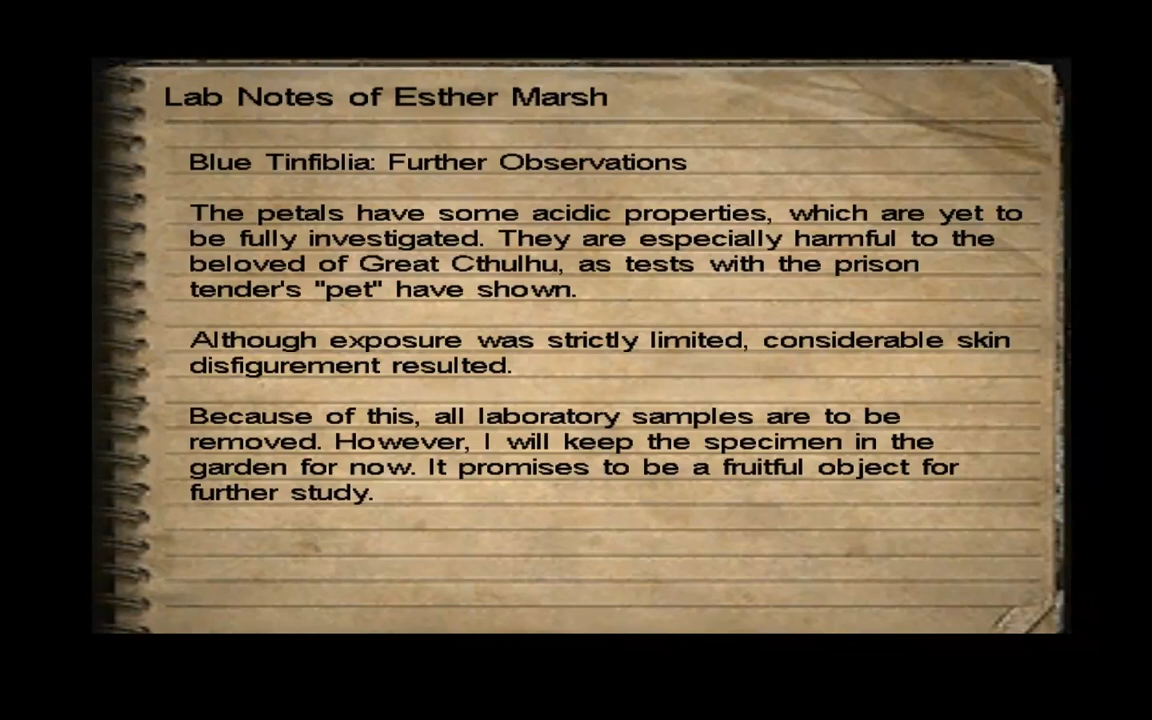 Lab Notes of Esther Marsh
Blue Tinfiblia: Further Observations
The petals have some acidic properties, which are yet to
be fully investigated. They are especially harmful to the
beloved of Great Cthulhu, as tests with the prison
tender's "pet" have shown.
Although exposure was strictly limited, considerable skin
disfigurement resulted.
Because of this, all laboratory samples are to be
removed. However, I will keep the specimen in the
garden for now. It promises to be a fruitful object for
further study.